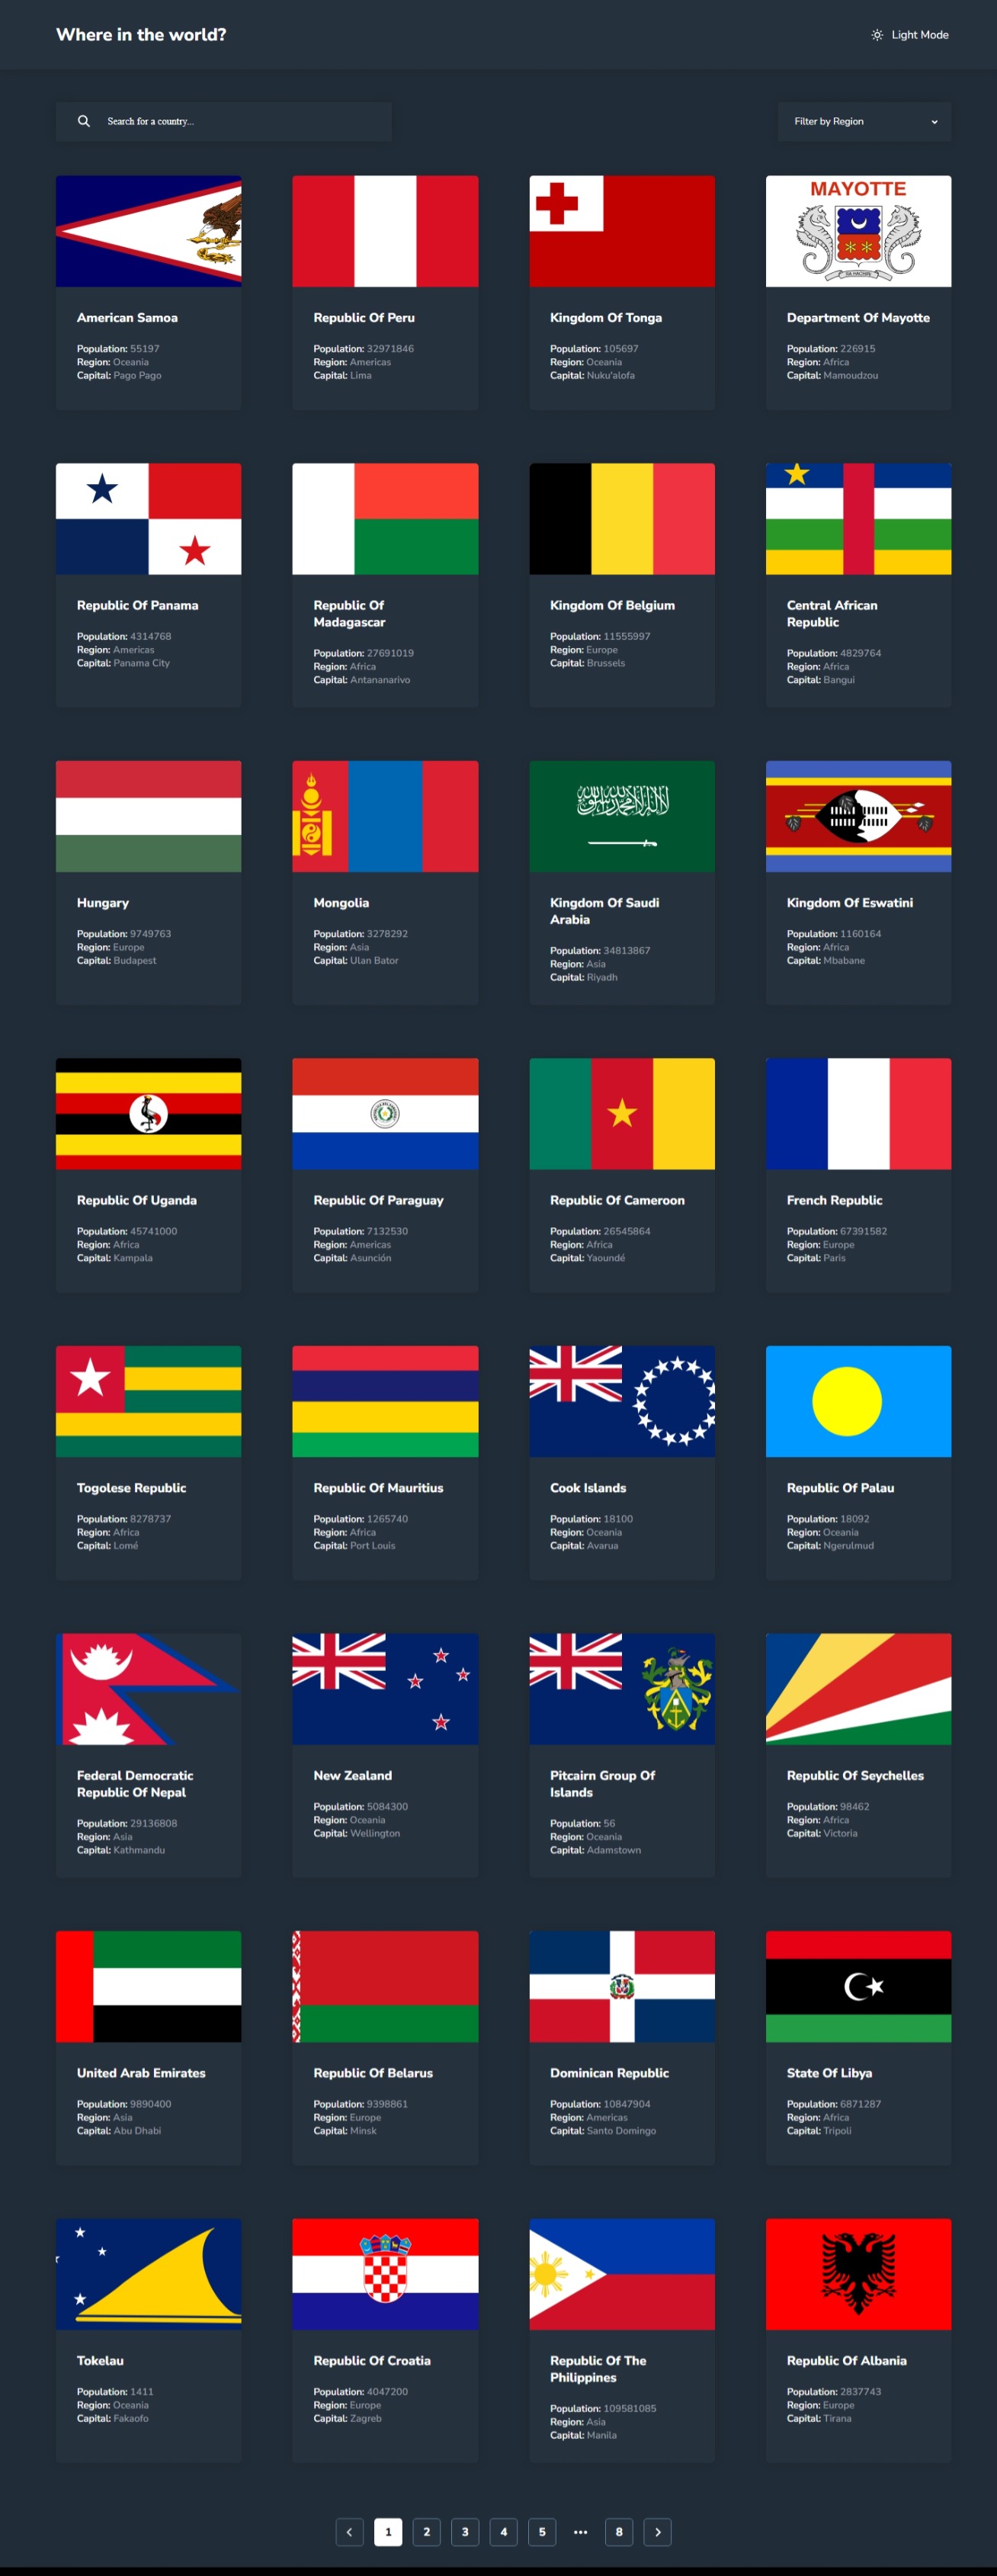 Where in the world?
Light Mode
Search for a country...
Filter by Region
MAYOTTE
American Samoa
Population: 55197
Region: Oceania
Capital: Pago Pago
Republic Of Peru
Population: 32971846
Region: Americas
Capital: Lima
Kingdom Of Tonga
Population: 105697
Region: Oceania
Capital: Nuku'alofa
Department Of Mayotte
Population: 226915
Region: Africa
Capital: Mamoudzou
Republic Of Panama
Population: 4314768
Region: Americas
Capital: Panama City
Republic Of
Madagascar
Population: 27691019
Region: Africa
Capital: Antananarivo
Kingdom Of Belgium
Population: 11555997
Region: Europe
Capital: Brussels
Central African
Republic
Population: 4829764
Region: Africa
Capital: Bangui
Hungary
Population: 9749763
Region: Europe
Capital: Budapest
Mongolia
Population: 3278292
Region: Asia
Capital: Ulan Bator
Kingdom Of Saudi
Arabia
Population: 34813867
Region: Asia
Capital: Riyadh
Kingdom Of Eswatini
Population: 1160164
Region: Africa
Capital: Mbabane
Republic Of Uganda
Population: 45741000
Region: Africa
Capital: Kampala
Republic Of Paraguay
Population: 7132530
Region: Americas
Capital: Asunción
Republic Of Cameroon
Population: 26545864
Region: Africa
Capital: Yaoundé
French Republic
Population: 67391582
Region: Europe
Capital: Paris
Togolese Republic
Population: 8278737
Region: Africa
Capital: Lomé
Republic Of Mauritius
Population: 1265740
Region: Africa
Capital: Port Louis
Cook Islands
Population: 18100
Region: Oceania
Capital: Avarua
Republic Of Palau
Population: 18092
Region: Oceania
Capital: Ngerulmud
Federal Democratic
Republic Of Nepal
Population: 29136808
Region: Asia
Capital: Kathmandu
New Zealand
Population: 5084300
Region: Oceania
Capital: Wellington
Pitcairn Group Of
Islands
Population: 56
Region: Oceania
Capital: Adamstown
Republic Of Seychelles
Population: 98462
Region: Africa
Capital: Victoria
United Arab Emirates
Population: 9890400
Region: Asia
Capital: Abu Dhabi
Republic Of Belarus
Population: 9398861
Region: Europe
Capital: Minsk
Dominican Republic
Population: 10847904
Region: Americas
Capital: Santo Domingo
State Of Libya
Population: 6871287
Region: Africa
Capital: Tripoli
Tokelau
Population: 1411
Region: Oceania
Capital: Fakaofo
Republic Of Croatia
Population: 4047200
Region: Europe
Capital: Zagreb
Republic Of The
Philippines
Population: 109581085
Region: Asia
Capital: Manila
Republic Of Albania
Population: 2837743
Region: Europe
Capital: Tirana
1 2 3 4 5 ••• 8